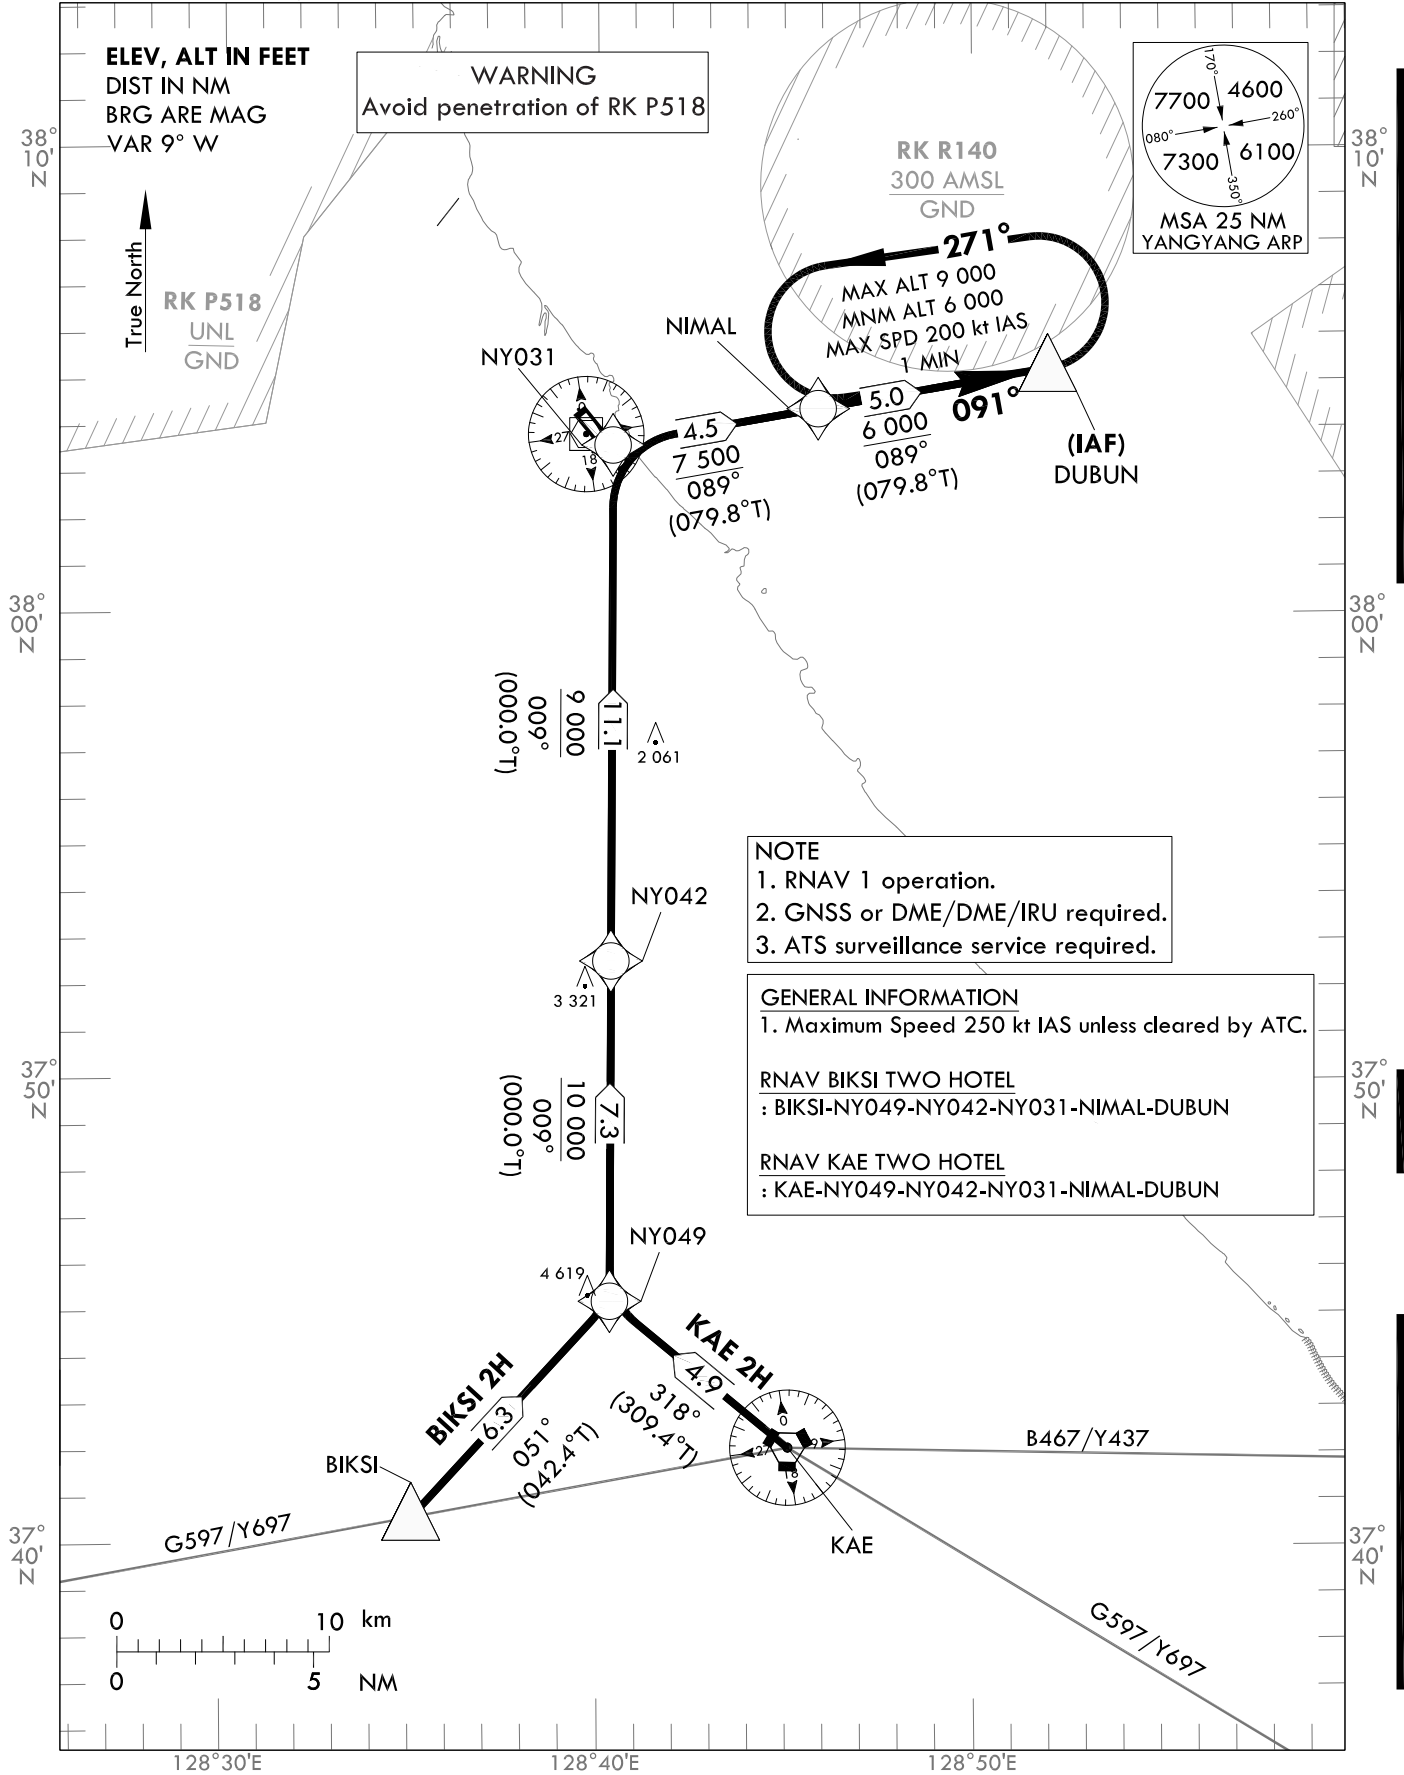 ELEV, ALT IN FEET
DIST IN NM
BRG ARE MAG
VAR 9° W
True North
WARNING
Avoid penetration of RK P518
RK R140
300 AMSL
GND
170°
7700
4600
260°
080°
7300
6100
350°
MSA 25 NM
YANGYANG ARP
38°
10'
N
38°
10'
N
RK P518
UNL
GND
271°
MAX ALT 9 000
MNM ALT 6 000
MAX SPD 200 kt IAS
1 MIN
091°
NIMAL
NY031
0
27
18
4.5
7 500
089°
(079.8°T)
5.0
6 000
089°
(079.8°T)
(IAF)
DUBUN
38°
00'
N
38°
00'
N
11.1
9 000
009°
(000.0°T)
2 061
NY042
3 321
NOTE
1. RNAV 1 operation.
2. GNSS or DME/DME/IRU required.
3. ATS surveillance service required.
GENERAL INFORMATION
1. Maximum Speed 250 kt IAS unless cleared by ATC.
RNAV BIKSI TWO HOTEL
: BIKSI-NY049-NY042-NY031-NIMAL-DUBUN
RNAV KAE TWO HOTEL
: KAE-NY049-NY042-NY031-NIMAL-DUBUN
37°
50'
N
37°
50'
N
7.3
10 000
009°
(000.0°T)
NY049
4 619
BIKSI 2H
6.3
051°
(042.4°T)
KAE 2H
4.9
318°
(309.4°T)
BIKSI
0
9
18
27
KAE
B467/Y437
G597/Y697
G597/Y697
37°
40'
N
37°
40'
N
0 10 km
0 5 NM
128°30'E
128°40'E
128°50'E